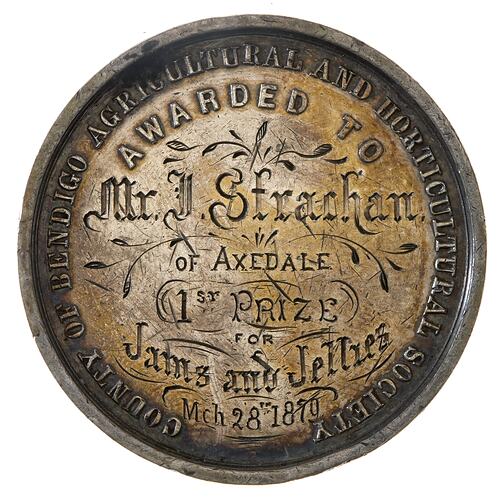 COUNTY OF BENDIGO AGRICULTURAL AND HORTICULTURAL SOCIETY
AWARDED TO
Mr. J. Strachan.
OF AXEDALE
1ST PRIZE
FOR
Jams and Jellies
Mch 28TH 1879